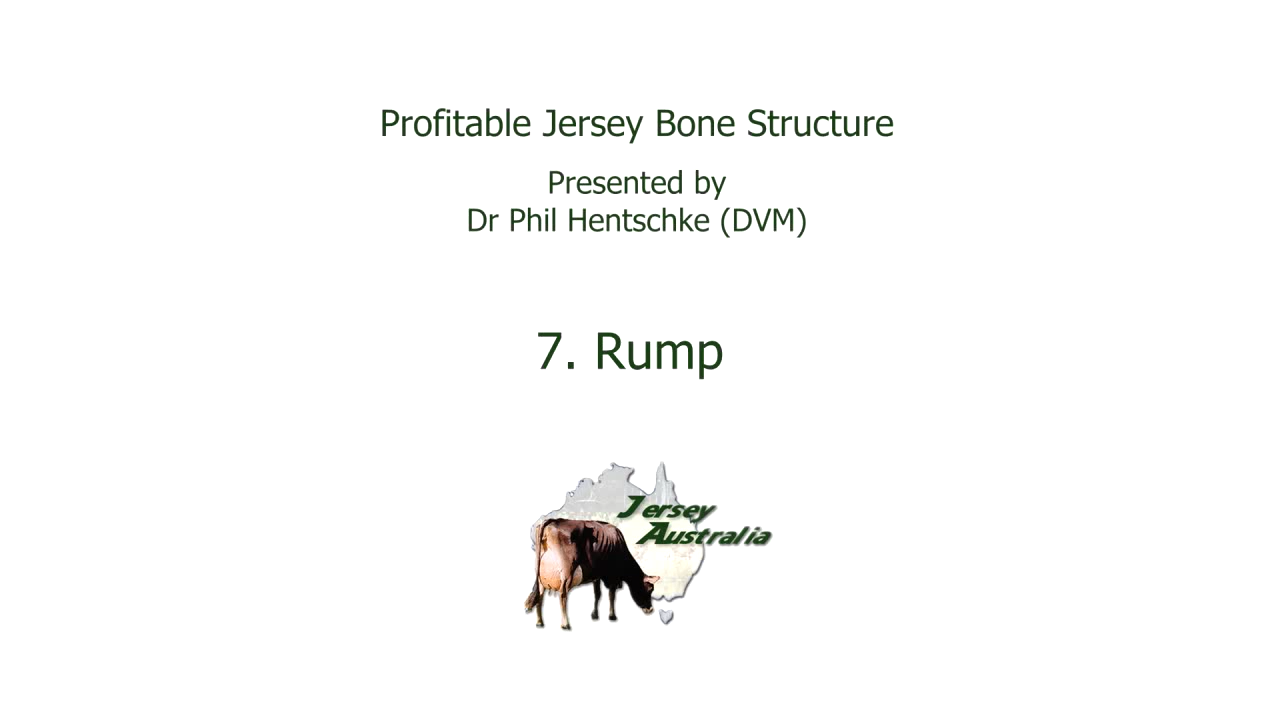 Profitable Jersey Bone Structure
Presented by
Dr Phil Hentschke (DVM)
7. Rump
Jersey
Australia